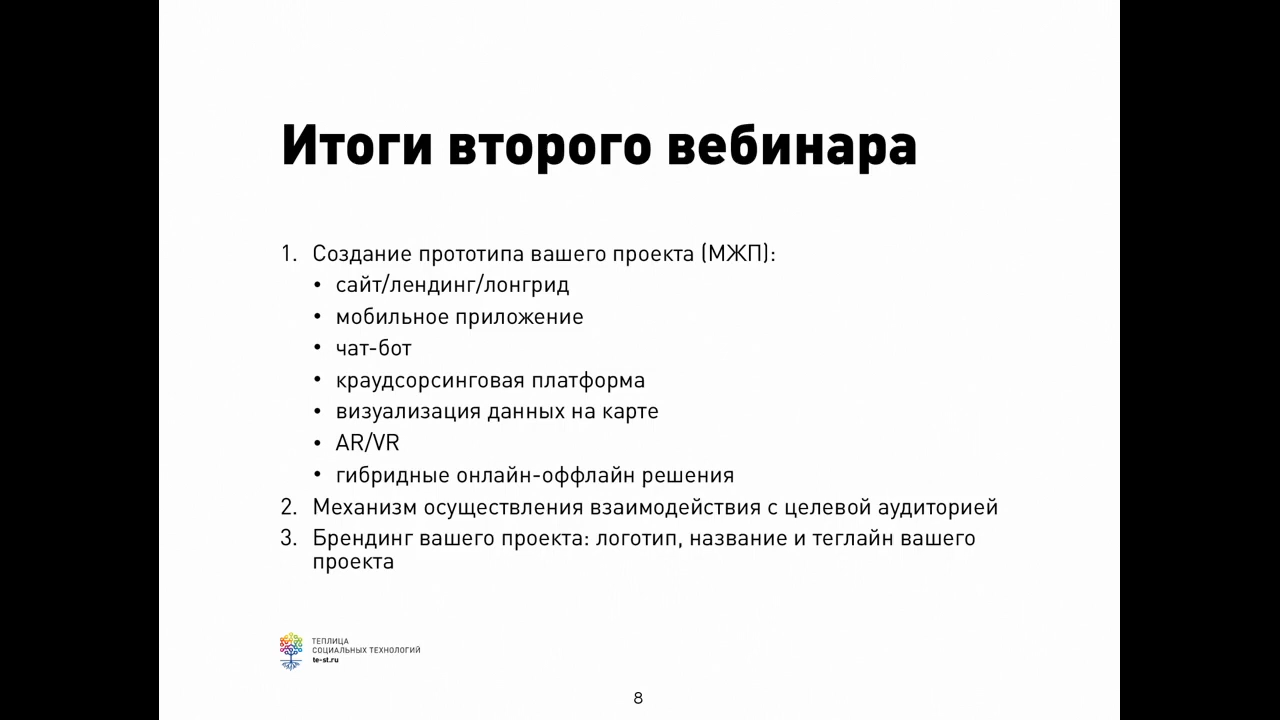 Итоги второго вебинара
1. Создание прототипа вашего проекта (МЖП):
• сайт/лендинг/лонгрид
• мобильное приложение
• чат-бот
• краудсорсинговая платформа
• визуализация данных на карте
• AR/VR
• гибридные онлайн-оффлайн решения
2. Механизм осуществления взаимодействия с целевой аудиторией
3. Брендинг вашего проекта: логотип, название и теглайн вашего
проекта
ТЕПЛИЦА
СОЦИАЛЬНЫХ ТЕХНОЛОГИЙ
te-st.ru
8